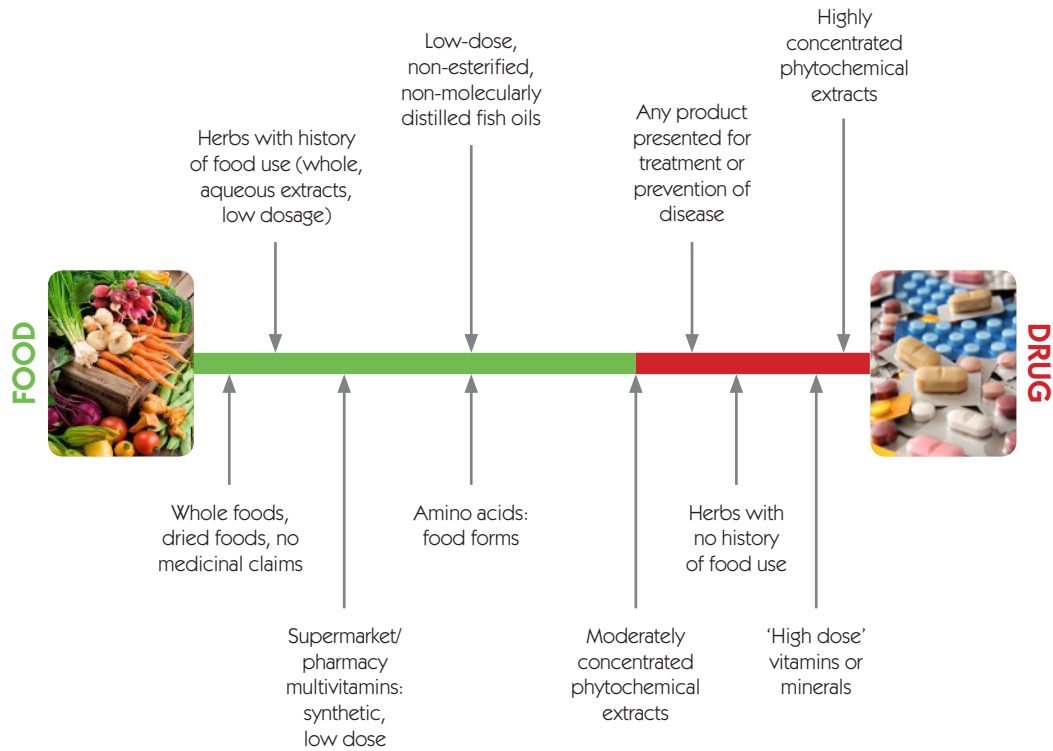 Highly
concentrated
phytochemical
extracts
Low-dose,
non-esterified,
non-molecularly
distilled fish oils
Any product
presented for
treatment or
prevention of
disease
Herbs with history
of food use (whole,
aqueous extracts,
low dosage)
FOOD
DRUG
Whole foods,
dried foods, no
medicinal claims
Amino acids:
food forms
Herbs with
no history
of food use
Supermarket/
pharmacy
multivitamins:
synthetic,
low dose
Moderately
concentrated
phytochemical
extracts
‘High dose’
vitamins or
minerals